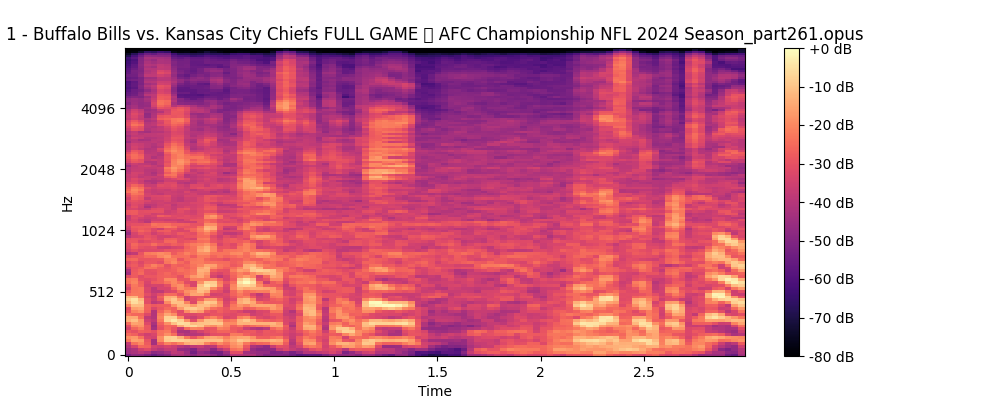 1 - Buffalo Bills vs. Kansas City Chiefs FULL GAME ▯ AFC Championship NFL 2024 Season_part261.opus
Hz
4096
2048
1024
512
0
0
0.5
1
1.5
2
2.5
Time
+0 dB
-10 dB
-20 dB
-30 dB
-40 dB
-50 dB
-60 dB
-70 dB
-80 dB